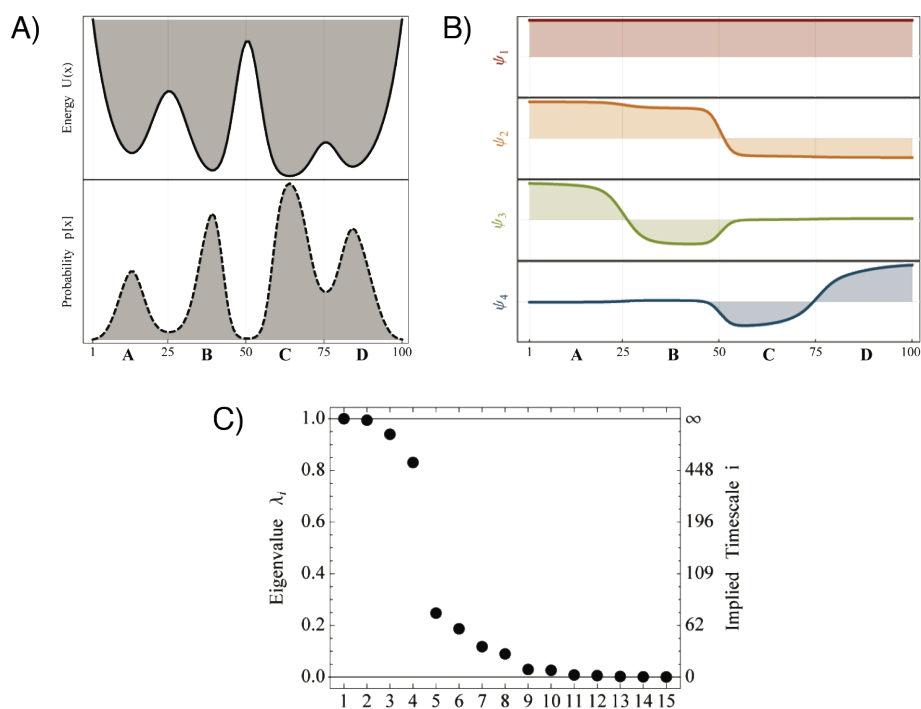 A)
Energy U(x)
Probability p[x]
1 A 25 B 50 C 75 D 100
B)
ψ1
ψ2
ψ3
ψ4
1 A 25 B 50 C 75 D 100
C)
Eigenvalue λi
1.0
0.8
0.6
0.4
0.2
0.0
1 2 3 4 5 6 7 8 9 10 11 12 13 14 15
∞
448
196
109
62
0
Implied Timescale i